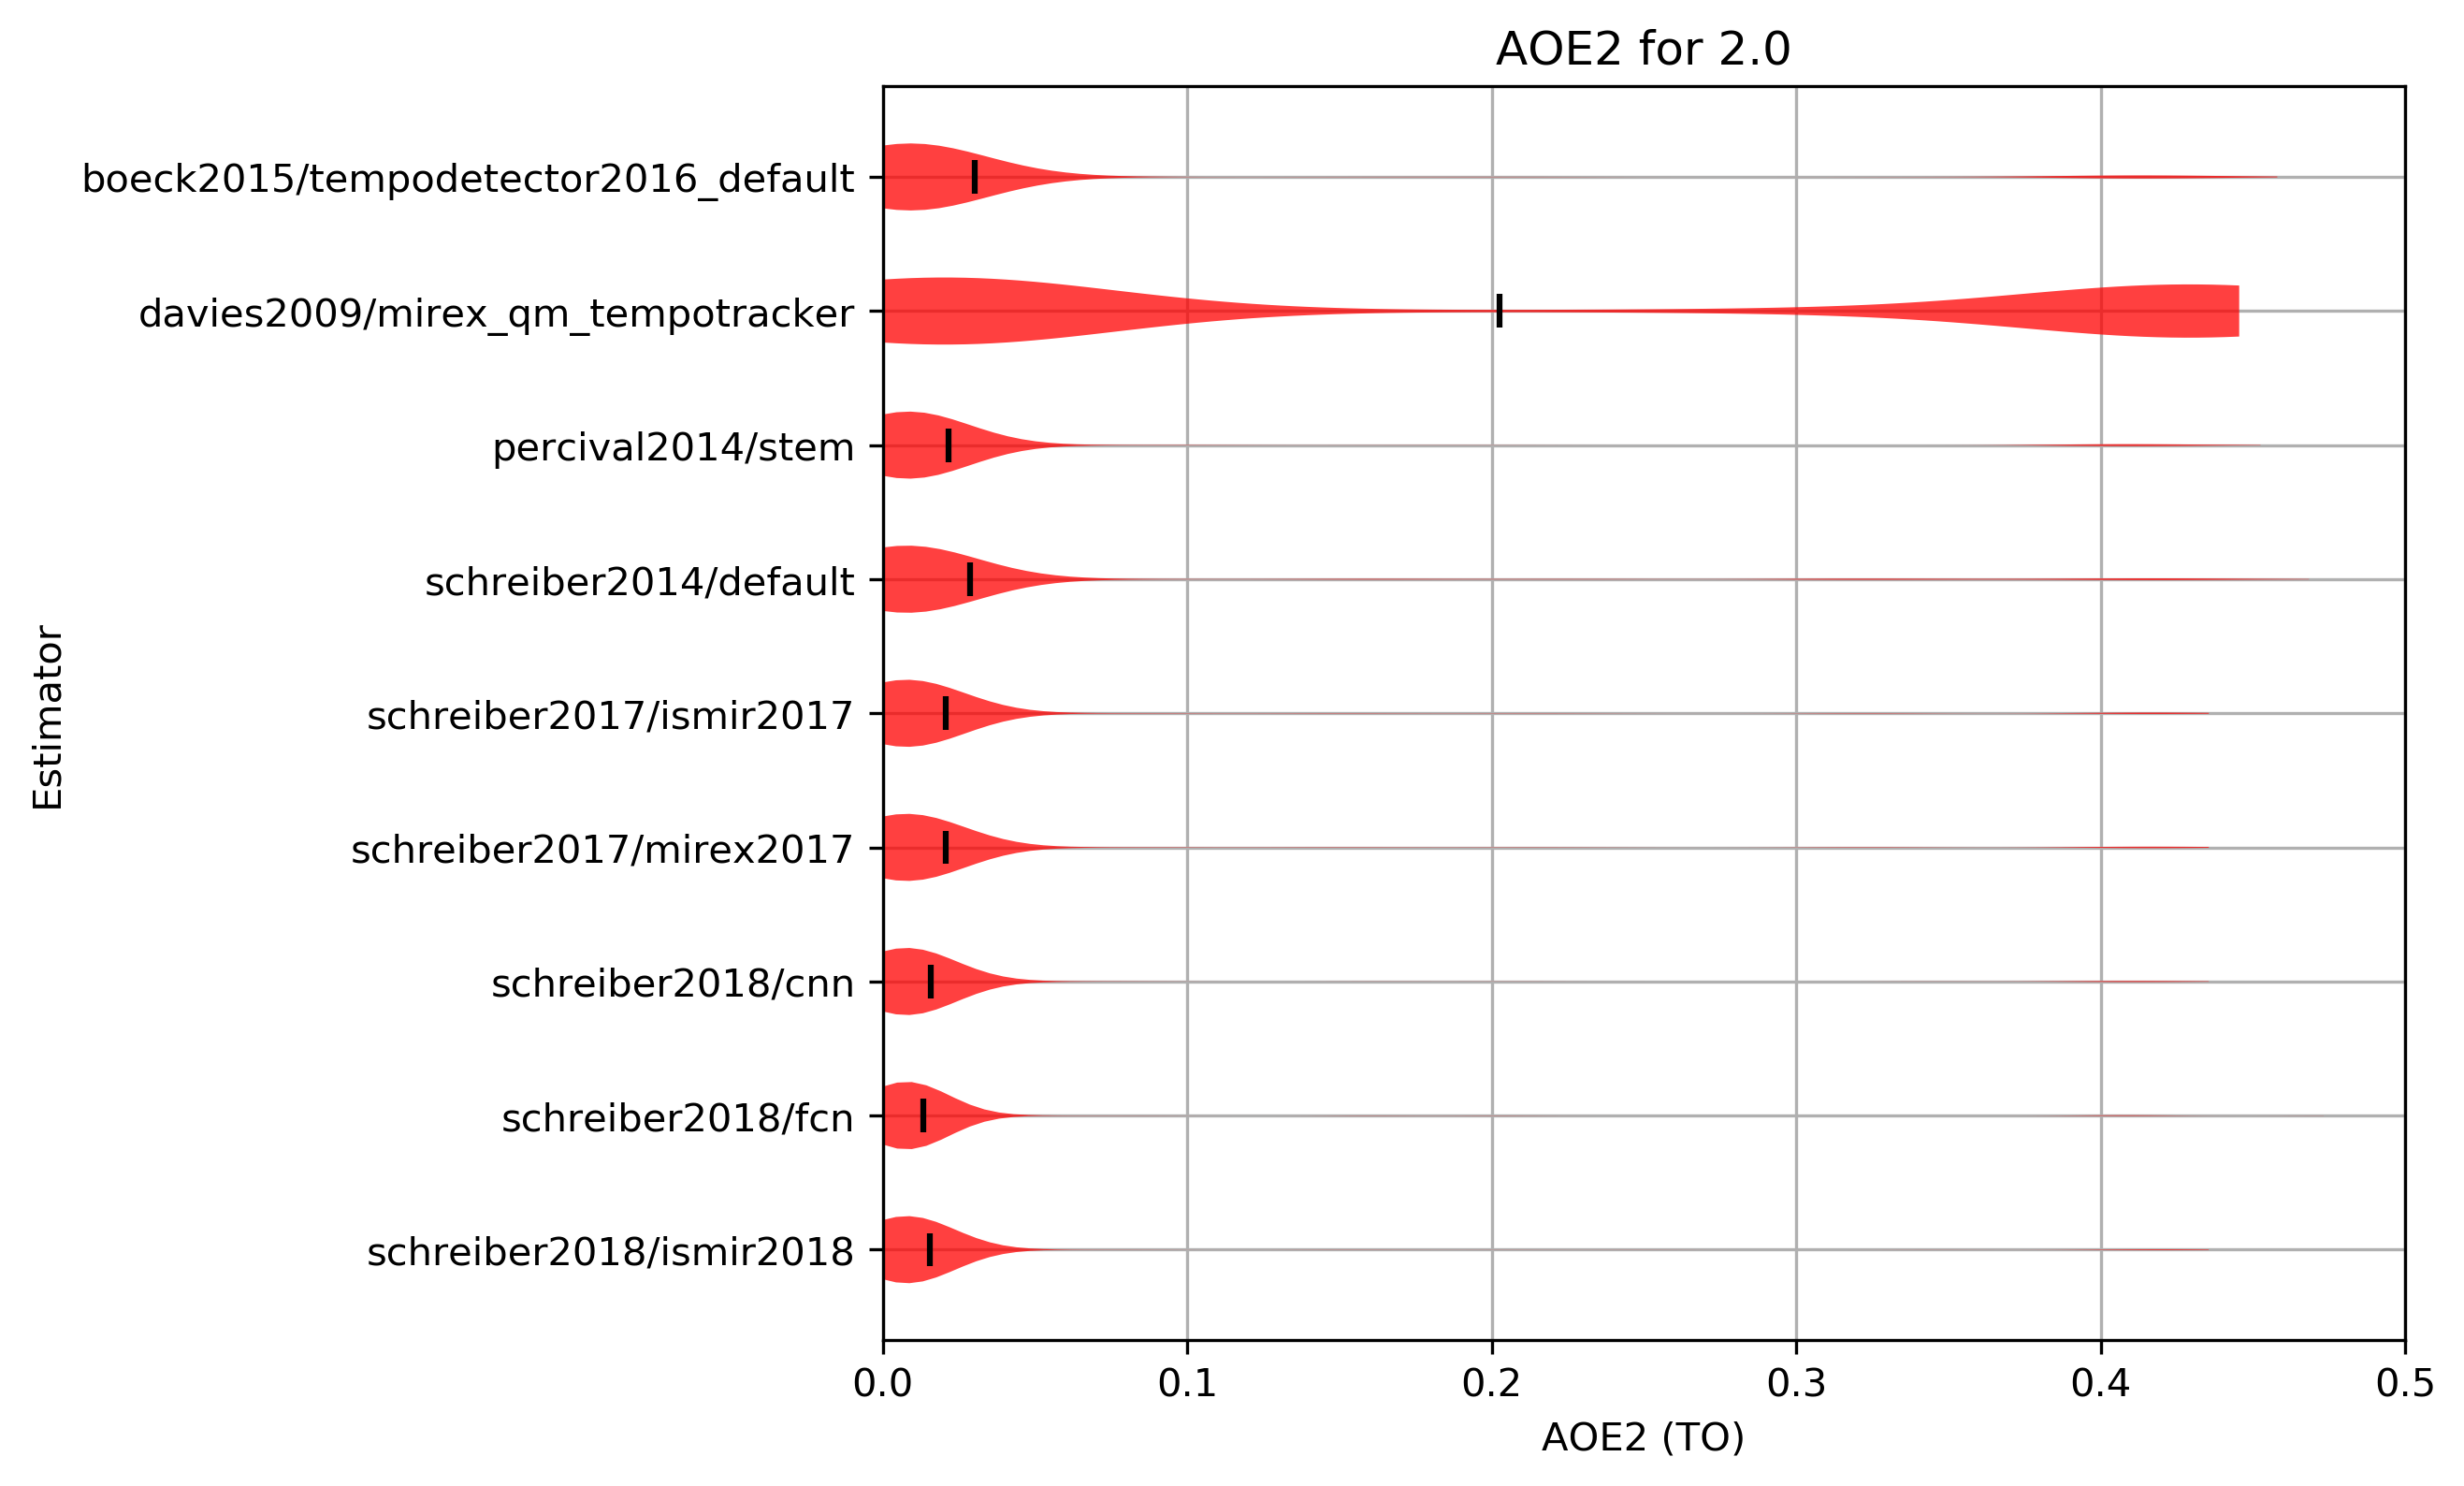 AOE2 for 2.0
boeck2015/tempodetector2016_default
davies2009/mirex_qm_tempotracker
percival2014/stem
schreiber2014/default
schreiber2017/ismir2017
schreiber2017/mirex2017
schreiber2018/cnn
schreiber2018/fcn
schreiber2018/ismir2018
Estimator
0.0 0.1 0.2 0.3 0.4 0.5
AOE2 (TO)